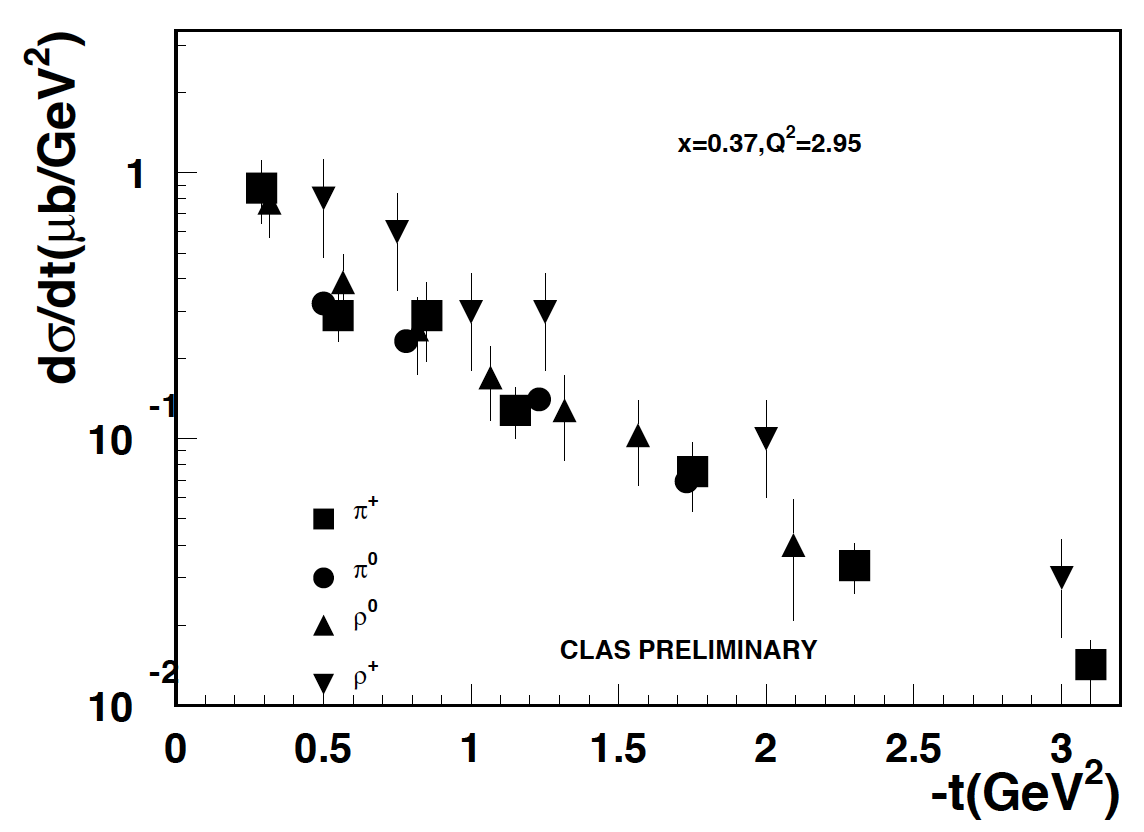 dσ/dt(μb/GeV²)
x=0.37,Q²=2.95
1
10⁻¹
π⁺
π⁰
ρ⁰
CLAS PRELIMINARY
ρ⁺
10⁻²
0 0.5 1 1.5 2 2.5 3
-t(GeV²)